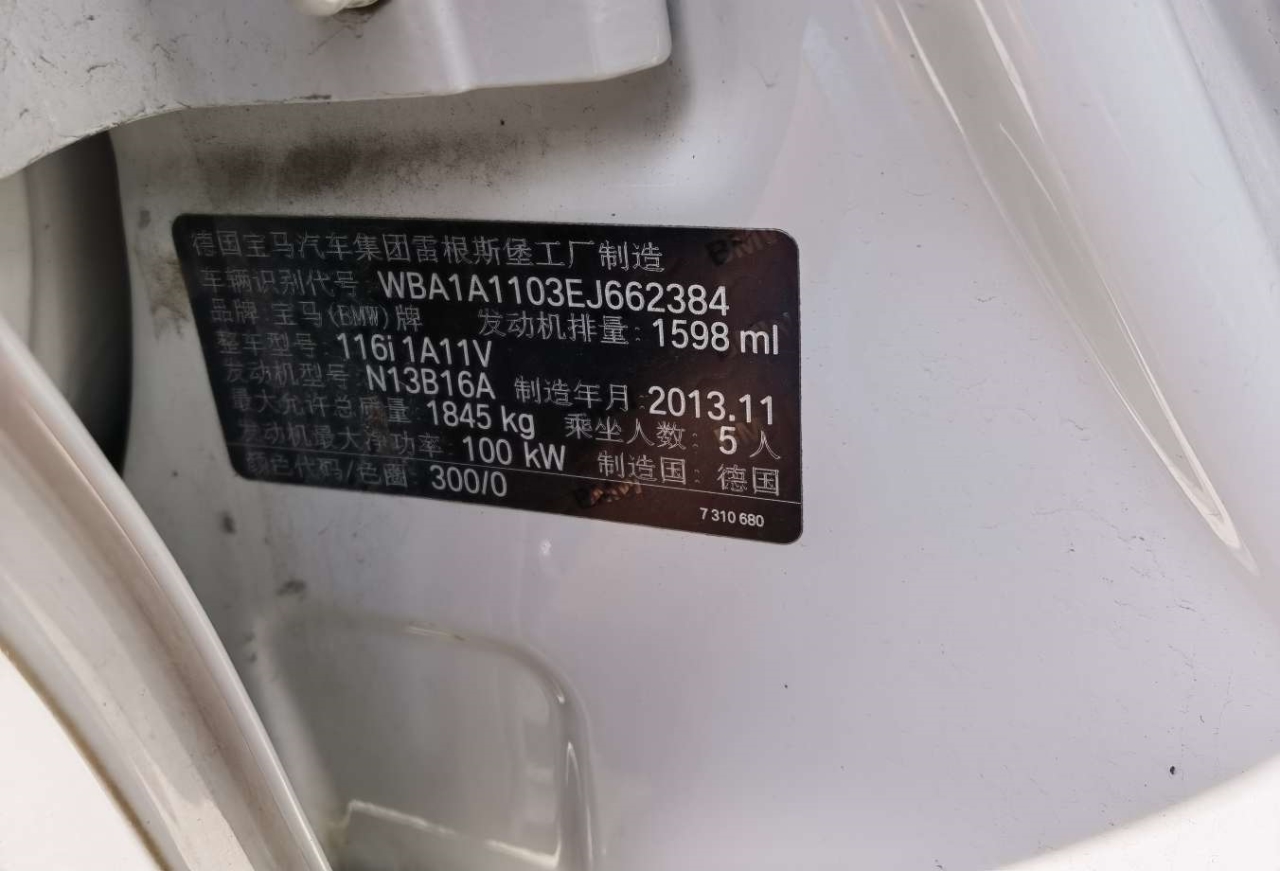 德国宝马汽车集团雷根斯堡工厂制造
车辆识别代号: WBA1A1103EJ662384
品牌: 宝马(BMW)牌 发动机排量: 1598 ml
整车型号: 116i 1A11V
发动机型号: N13B16A 制造年月: 2013.11
最大允许总质量: 1845 kg 乘坐人数: 5 人
发动机最大净功率: 100 kW 制造国: 德国
颜色代码/色图: 300/0
7 310 680